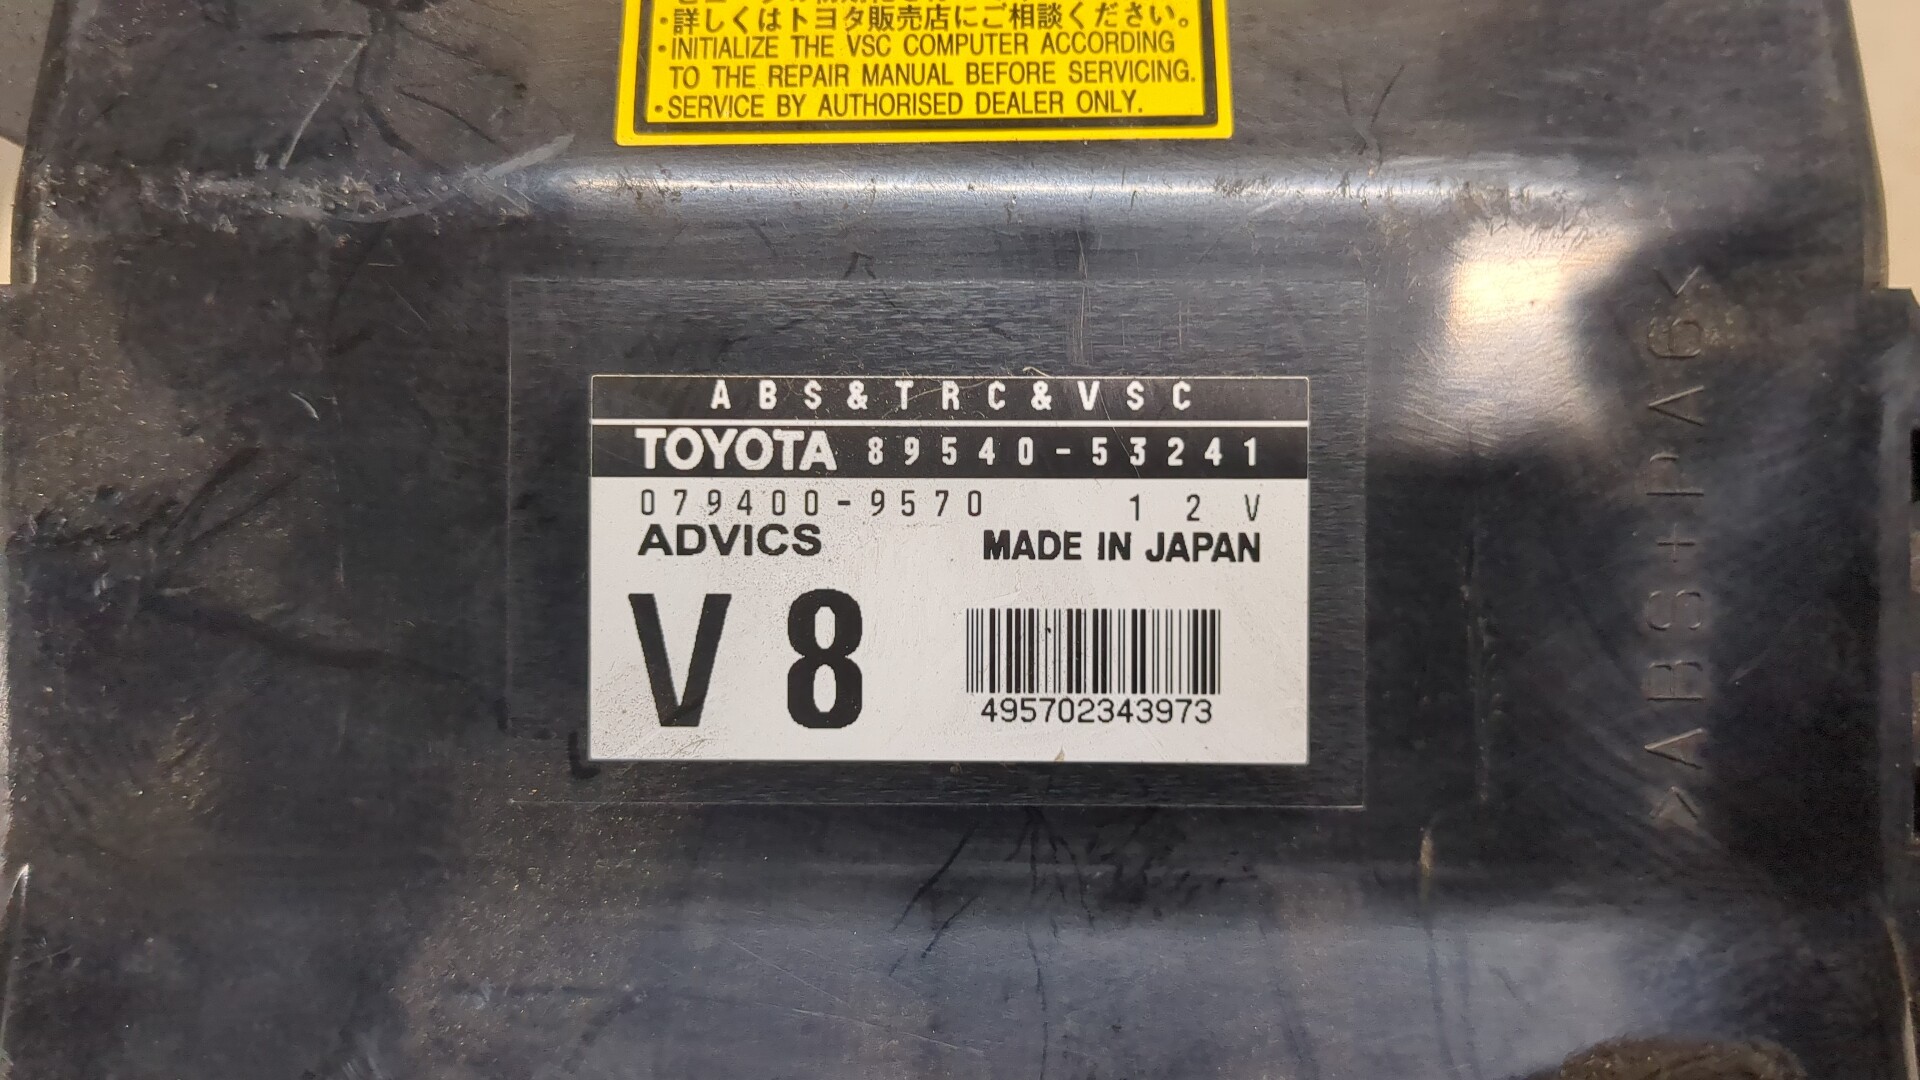 ・詳しくはトヨタ販売店にご相談ください。
・INITIALIZE THE VSC COMPUTER ACCORDING
TO THE REPAIR MANUAL BEFORE SERVICING.
・SERVICE BY AUTHORISED DEALER ONLY.
ABS&TRC&VSC
TOYOTA 89540-53241
079400-9570 12V
ADVICS MADE IN JAPAN
V8
495702343973
>ABS+PA6<